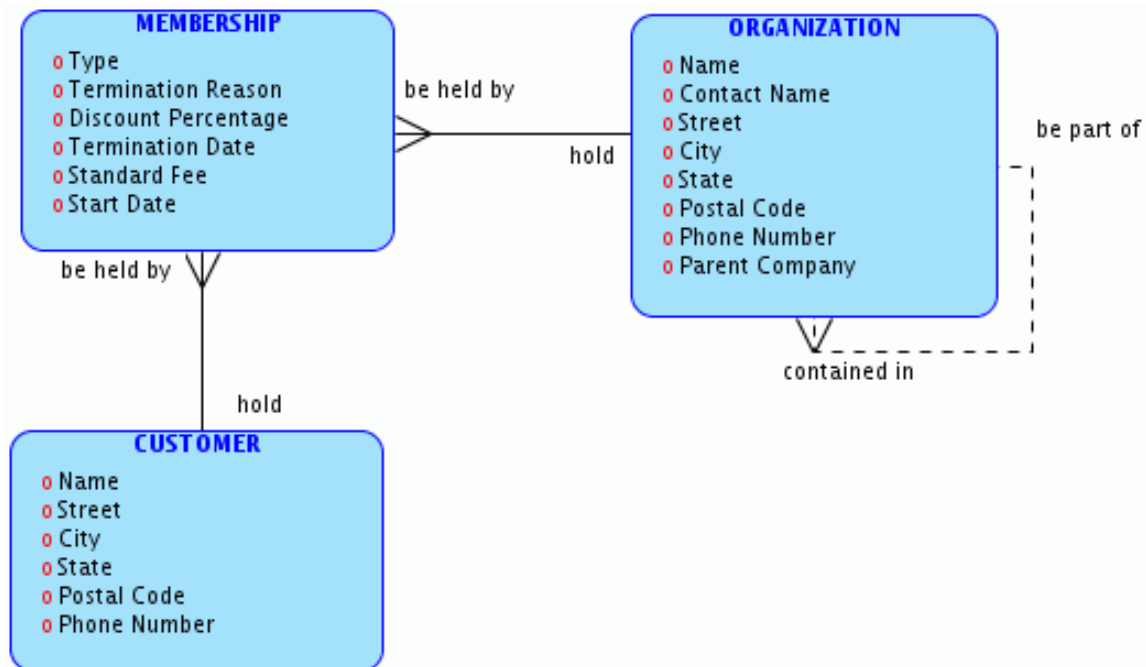 MEMBERSHIP
o Type
o Termination Reason
o Discount Percentage
o Termination Date
o Standard Fee
o Start Date
be held by
hold
ORGANIZATION
o Name
o Contact Name
o Street
o City
o State
o Postal Code
o Phone Number
o Parent Company
be part of
contained in
be held by
hold
CUSTOMER
o Name
o Street
o City
o State
o Postal Code
o Phone Number